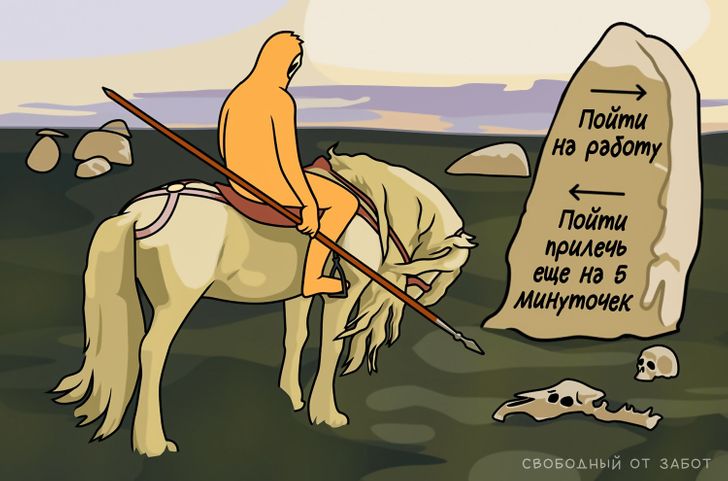 →
Пойти
на работу
←
Пойти
прилечь
еще на 5
минуточек
СВОБОДНЫЙ ОТ ЗАБОТ